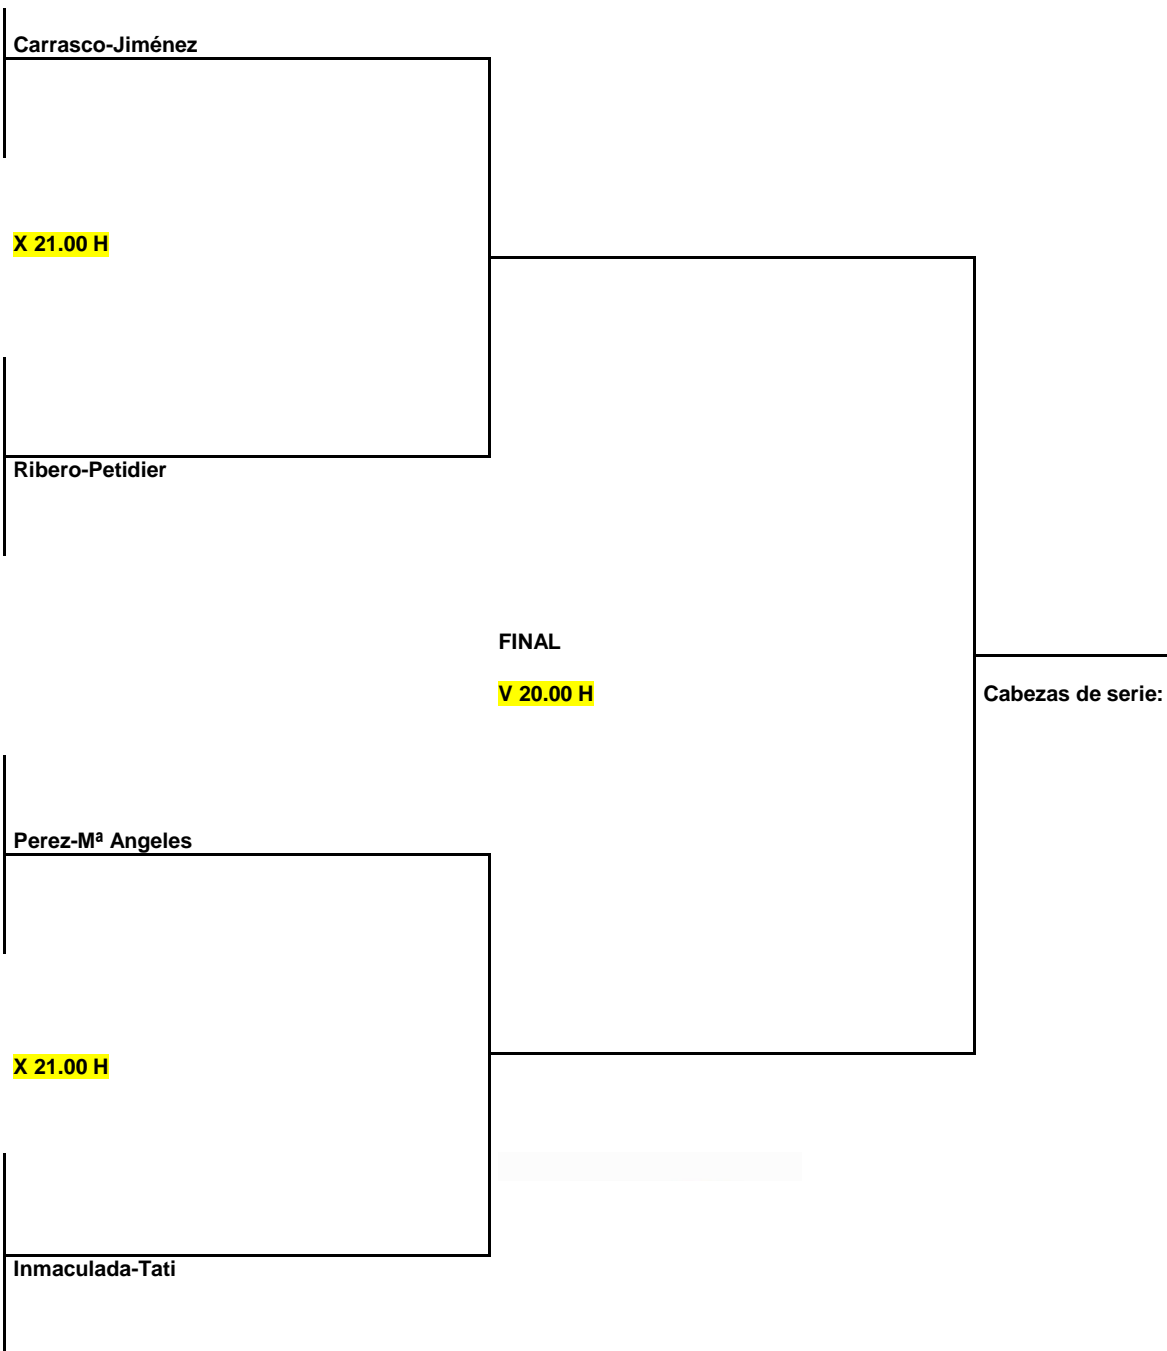 Carrasco-Jiménez
X 21.00 H
Ribero-Petidier
FINAL
V 20.00 H
Cabezas de serie:
Perez-Mª Angeles
X 21.00 H
Inmaculada-Tati